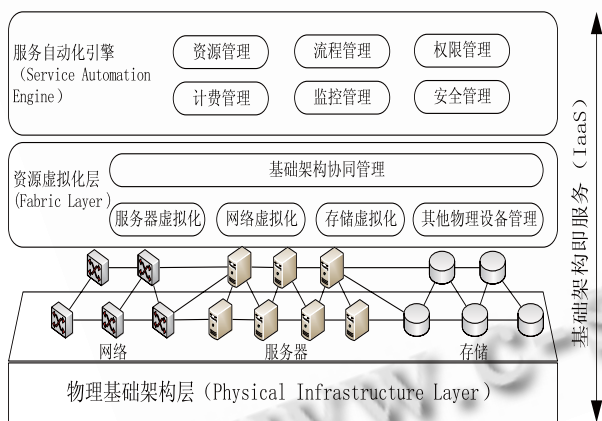 服务自动化引擎
（Service Automation
Engine）
资源管理
流程管理
权限管理
计费管理
监控管理
安全管理
资源虚拟化层
(Fabric Layer)
基础架构协同管理
服务器虚拟化
网络虚拟化
存储虚拟化
其他物理设备管理
网络
服务器
存储
物理基础架构层（Physical Infrastructure Layer）
基础架构即服务（IaaS）